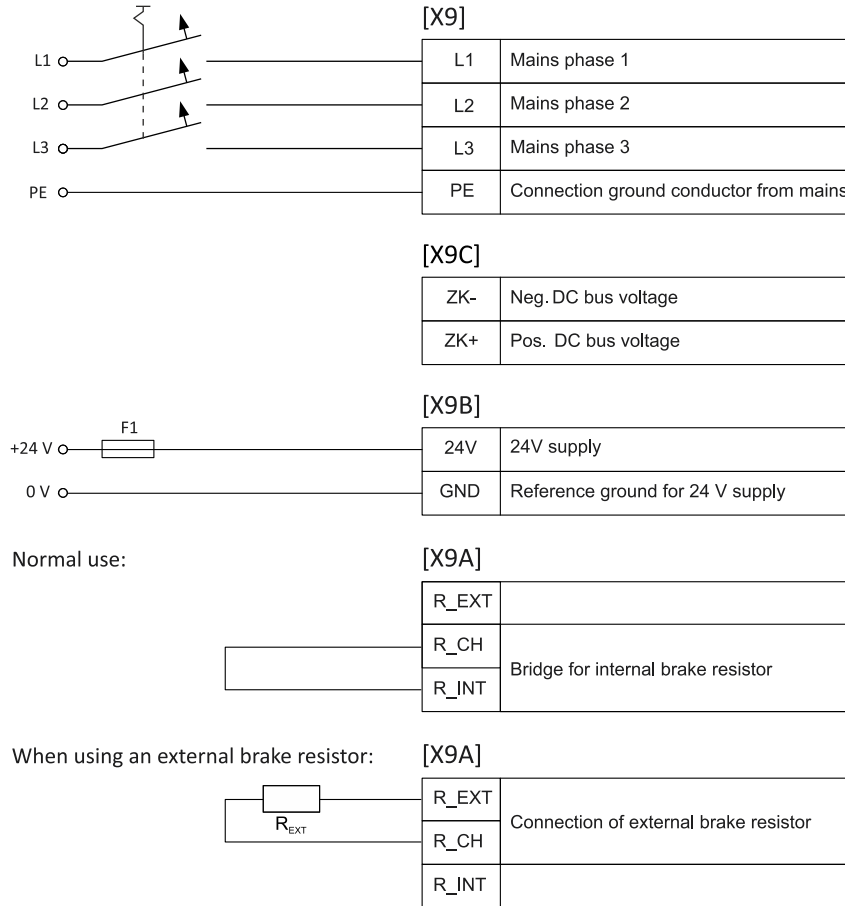 [X9]
L1 L1 Mains phase 1
L2 L2 Mains phase 2
L3 L3 Mains phase 3
PE PE Connection ground conductor from mains
[X9C]
ZK- Neg. DC bus voltage
ZK+ Pos. DC bus voltage
[X9B]
F1
+24 V 24V 24V supply
0 V GND Reference ground for 24 V supply
Normal use: [X9A]
R_EXT
R_CH
Bridge for internal brake resistor
R_INT
When using an external brake resistor: [X9A]
R_EXT
REXT
Connection of external brake resistor
R_CH
R_INT